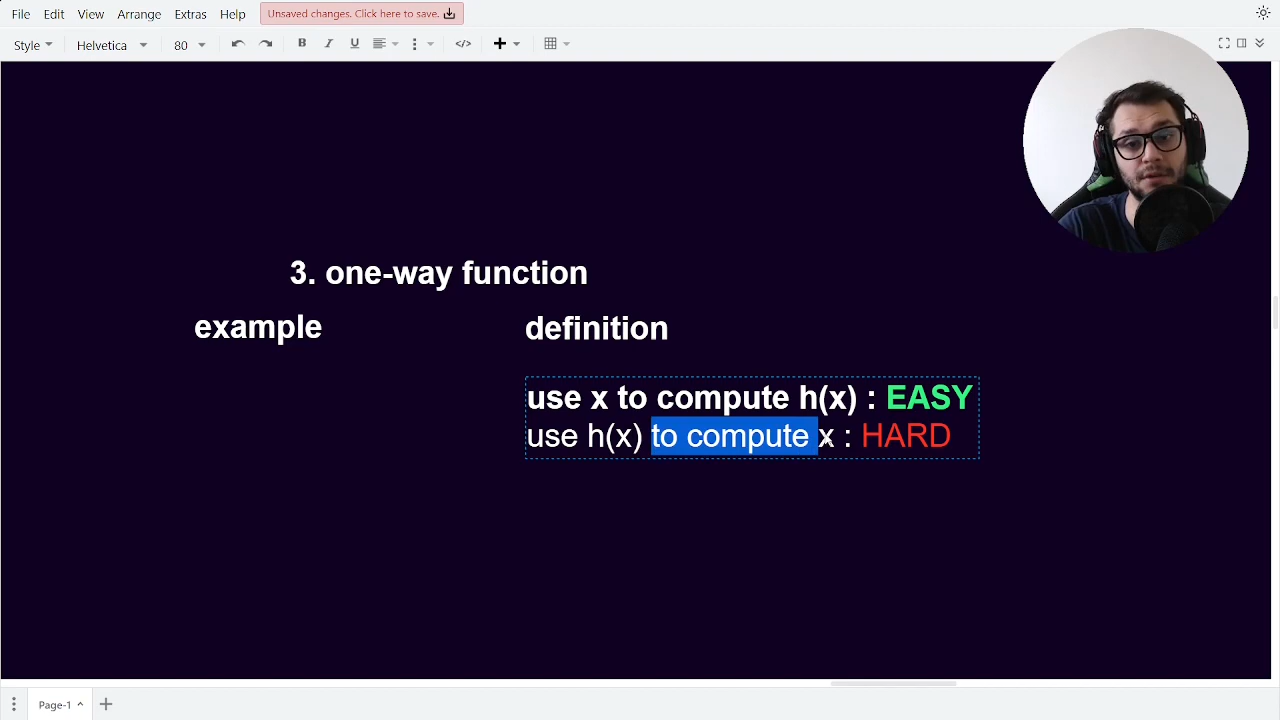 File Edit View Arrange Extras Help Unsaved changes. Click here to save.
Style Helvetica 80 B I U </>
3. one-way function
example definition
use x to compute h(x) : EASY
use h(x) to compute x : HARD
Page-1